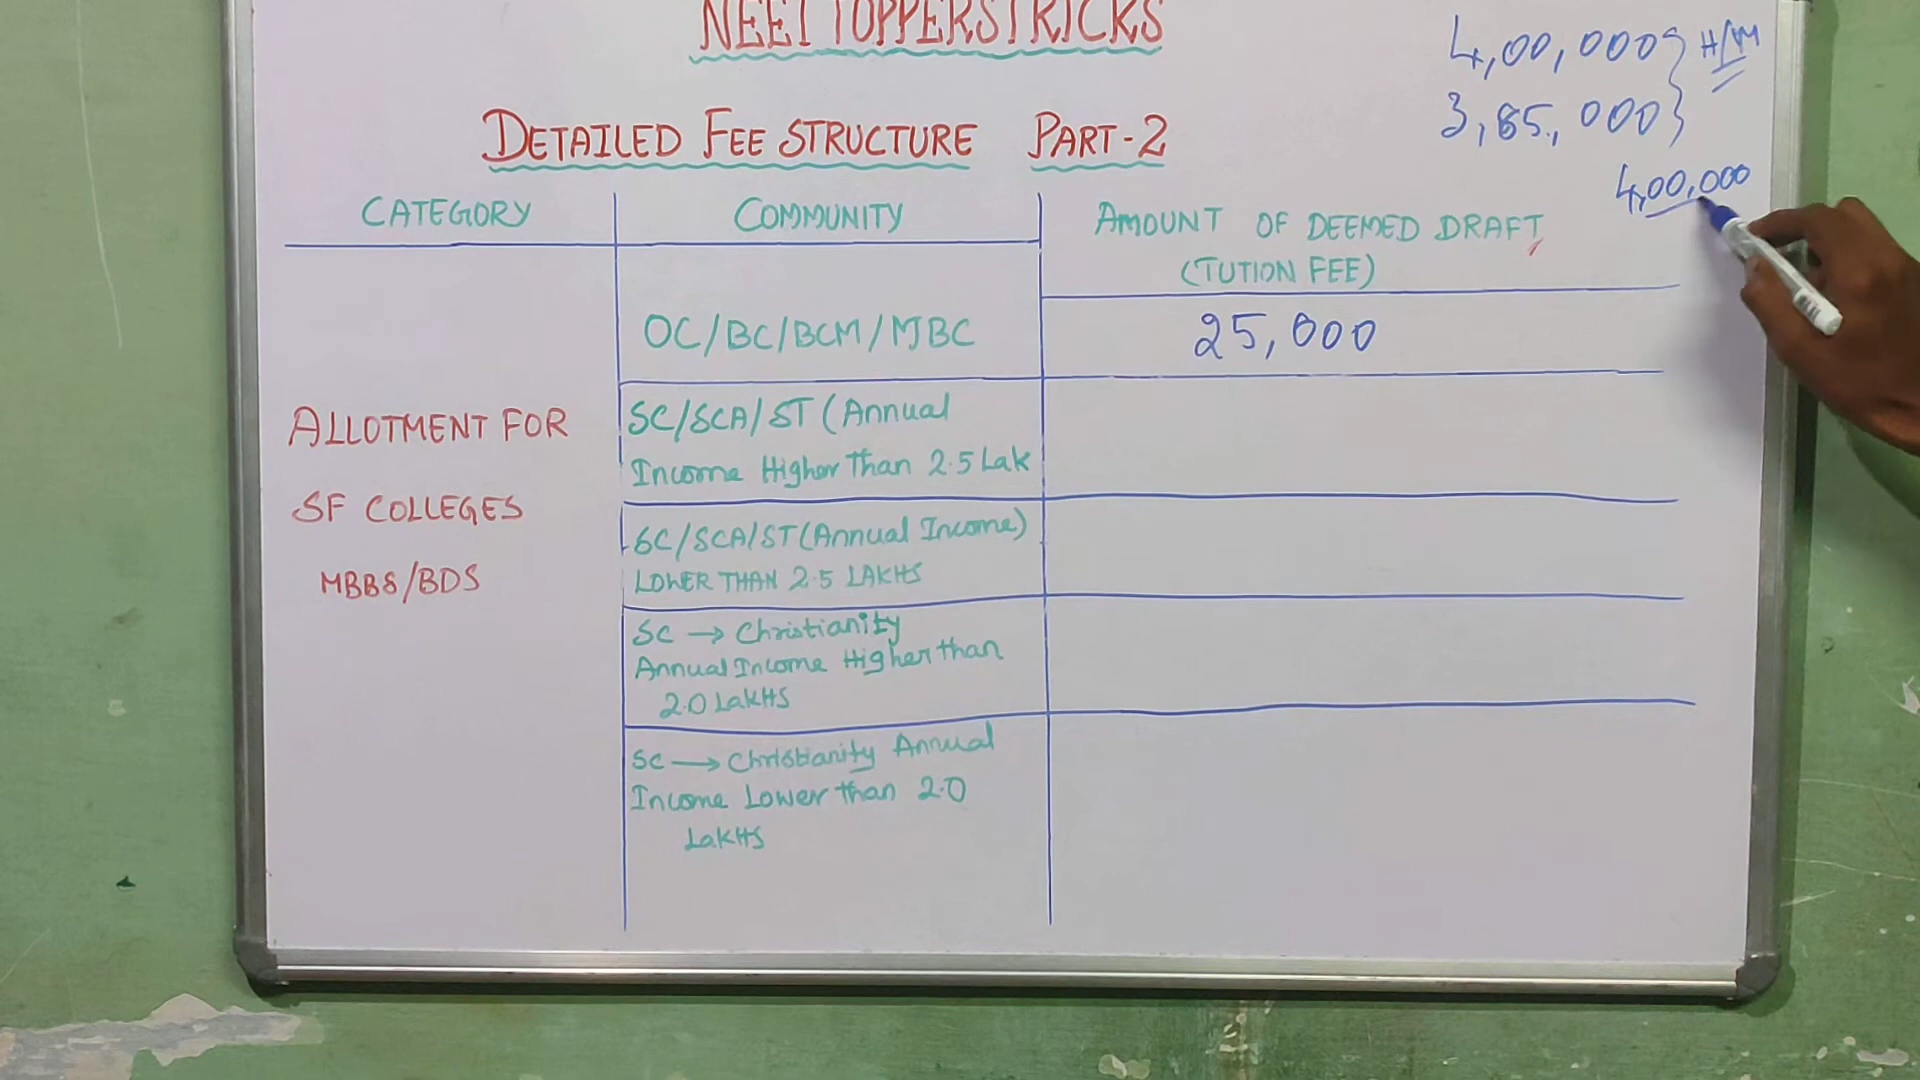 NEET TOPPERS TRICKS
4,00,000
H/M
3,85,000
4,00,000
DETAILED FEE STRUCTURE PART-2
CATEGORY
COMMUNITY
AMOUNT OF DEEMED DRAFT
(TUTION FEE)
OC/BC/BCM/MBC
25,000
ALLOTMENT FOR
SF COLLEGES
MBBS/BDS
SC/SCA/ST (Annual
Income Higher Than 2.5 Lak
SC/SCA/ST (Annual Income)
LOWER THAN 2.5 LAKHS
SC → Christianity
Annual Income Higher than
2.0 LakHS
SC → Christianity Annual
Income Lower than 2.0
LakHS